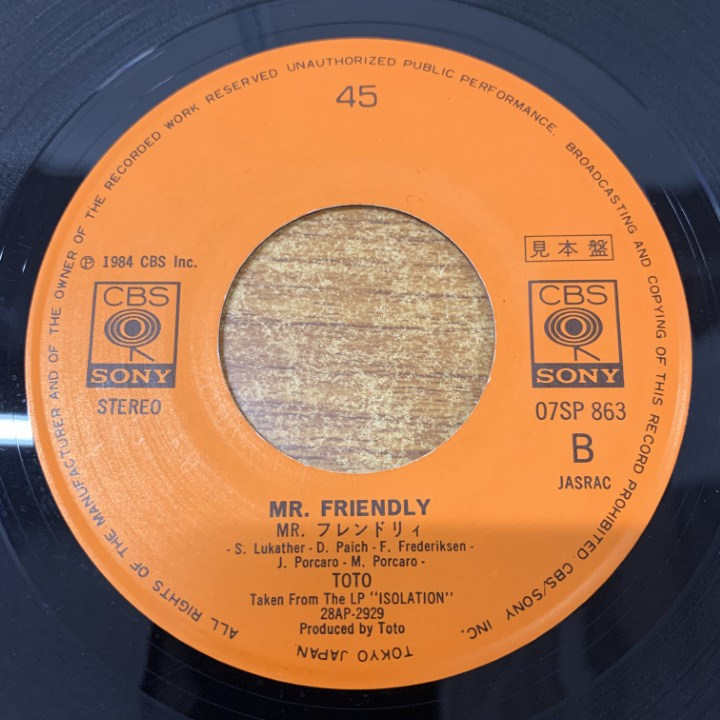 45
ALL RIGHTS OF THE MANUFACTURER AND OF THE OWNER OF THE RECORDED WORK RESERVED UNAUTHORIZED PUBLIC PERFORMANCE. BROADCASTING AND COPYING OF THIS RECORD PROHIBITED CBS/SONY INC.
TOKYO JAPAN
℗ 1984 CBS Inc.
CBS
SONY
STEREO
見本盤
CBS
SONY
07SP 863
B
JASRAC
MR. FRIENDLY
MR. フレンドリィ
- S. Lukather - D. Paich - F. Frederiksen -
J. Porcaro - M. Porcaro -
TOTO
Taken From The LP "ISOLATION"
28AP-2929
Produced by Toto